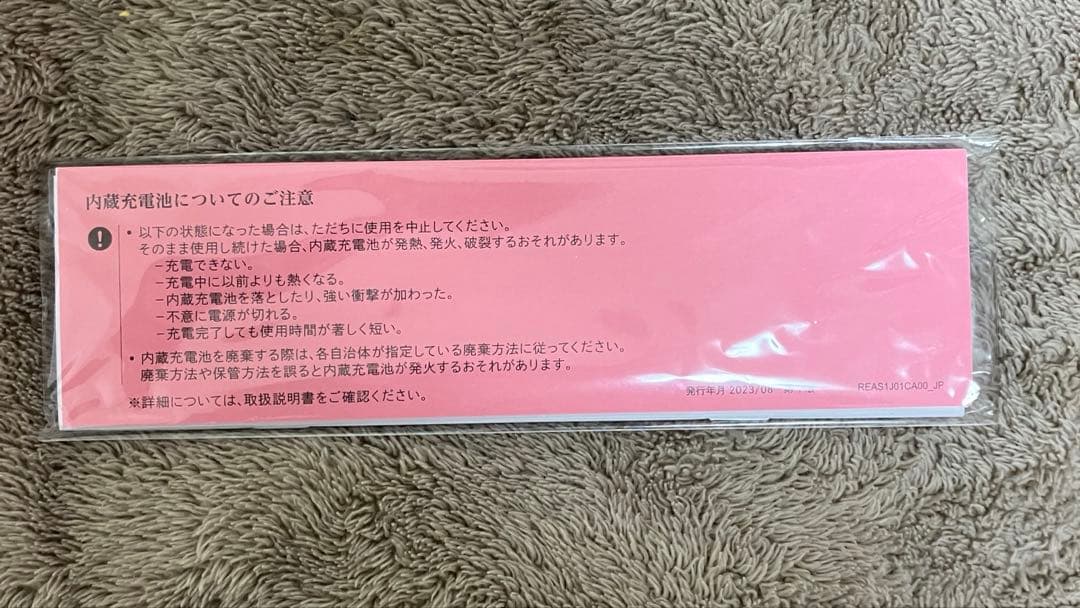 内蔵充電池についてのご注意
• 以下の状態になった場合は、ただちに使用を中止してください。
そのまま使用し続けた場合、内蔵充電池が発熱、発火、破裂するおそれがあります。
−充電できない。
−充電中に以前よりも熱くなる。
−内蔵充電池を落としたり、強い衝撃が加わった。
−不意に電源が切れる。
−充電完了しても使用時間が著しく短い。
• 内蔵充電池を廃棄する際は、各自治体が指定している廃棄方法に従ってください。
廃棄方法や保管方法を誤ると内蔵充電池が発火するおそれがあります。
※詳細については、取扱説明書をご確認ください。
発行年月 2023/08
REAS1J01CA00_JP